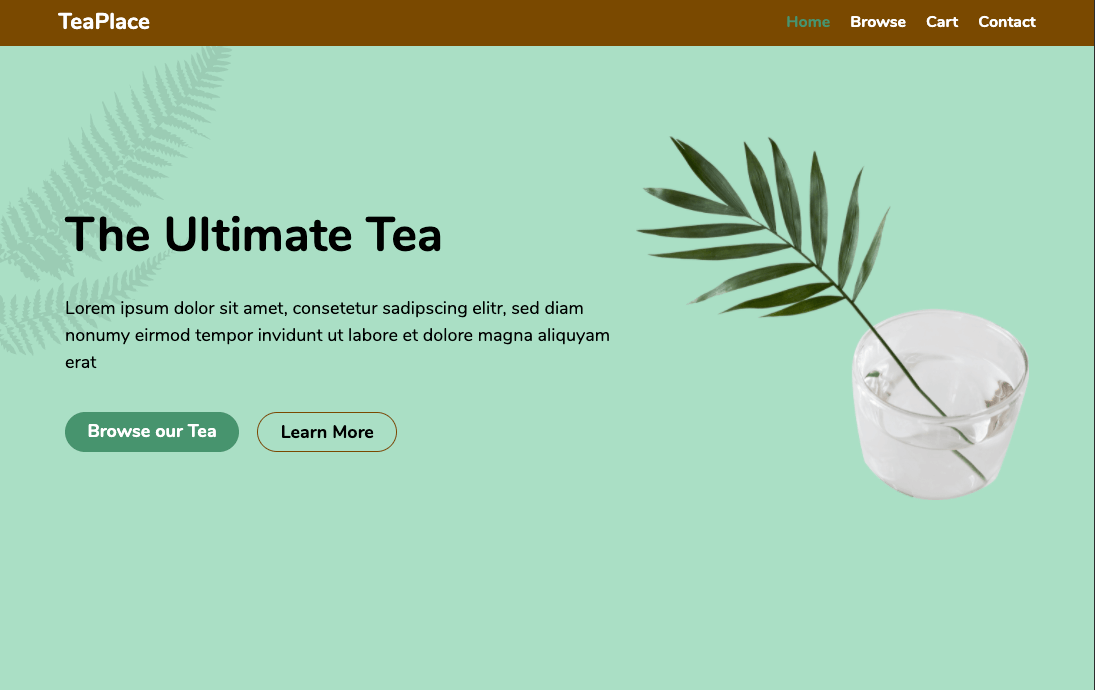 TeaPlace
Home Browse Cart Contact
The Ultimate Tea
Lorem ipsum dolor sit amet, consetetur sadipscing elitr, sed diam
nonumy eirmod tempor invidunt ut labore et dolore magna aliquyam
erat
Browse our Tea
Learn More